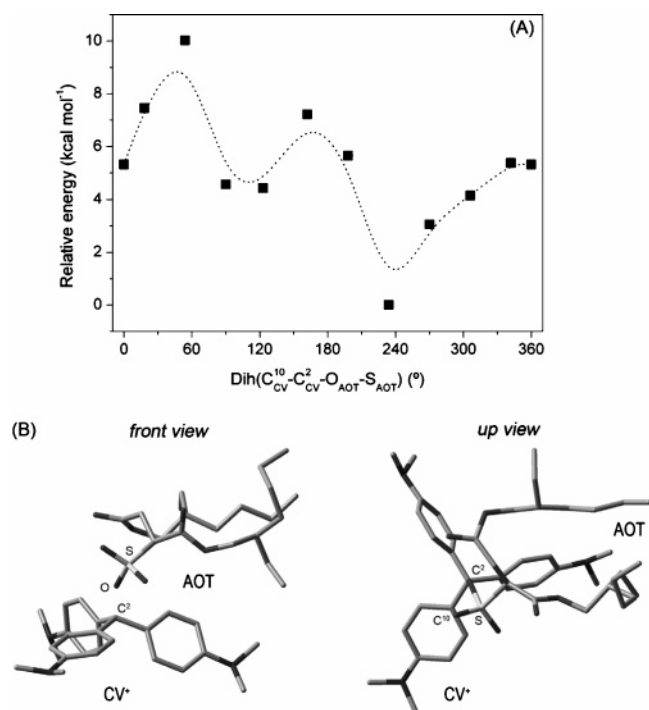 (A)
10
8
6
4
2
0
Relative energy (kcal mol⁻¹)
0 60 120 180 240 300 360
Dih(C¹⁰CV-C²CV-OAOT-SAOT) (º)
(B)
front view
up view
S
O
AOT
C²
CV⁺
AOT
C²
C¹⁰
S
CV⁺